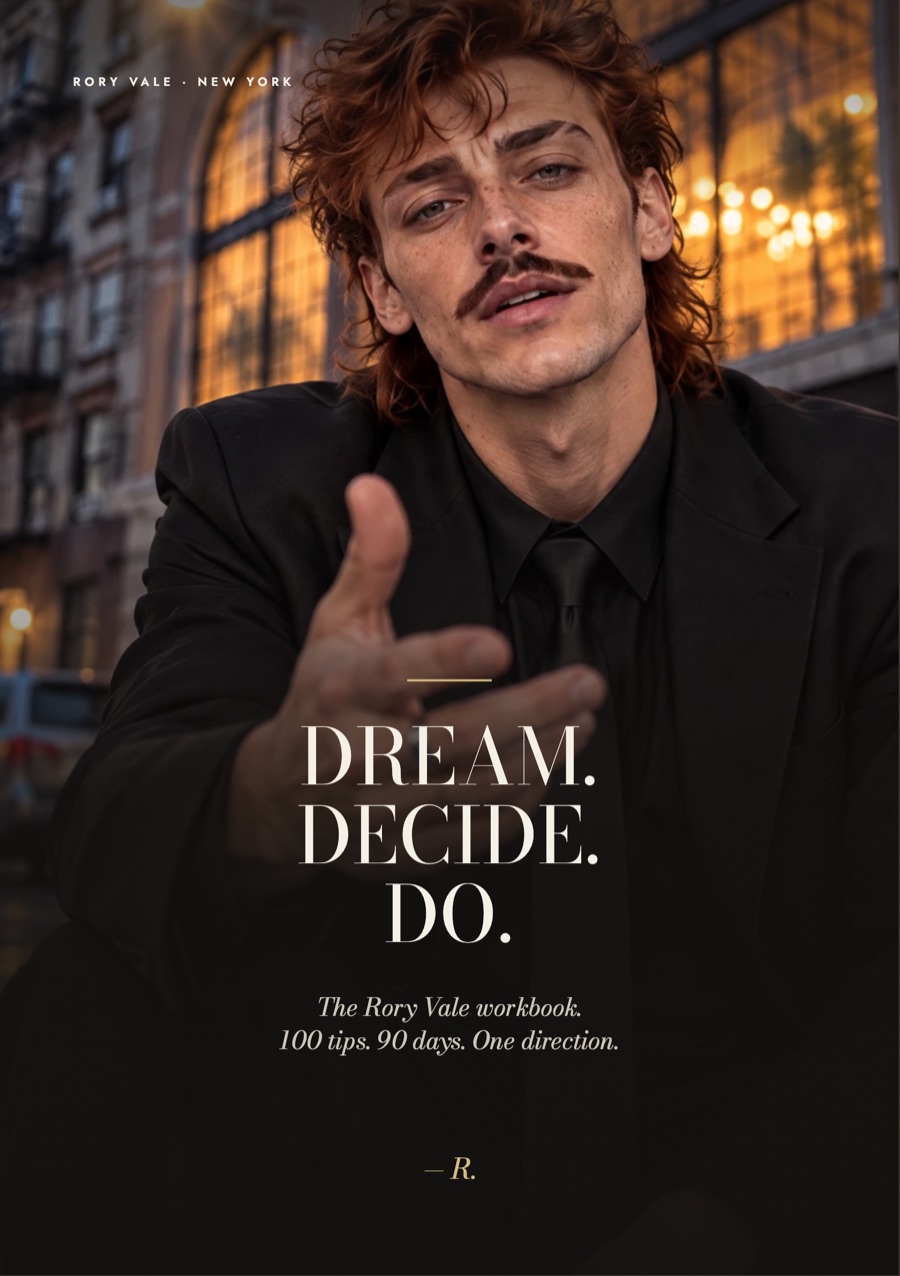 RORY VALE · NEW YORK
DREAM.
DECIDE.
DO.
The Rory Vale workbook.
100 tips. 90 days. One direction.
— R.